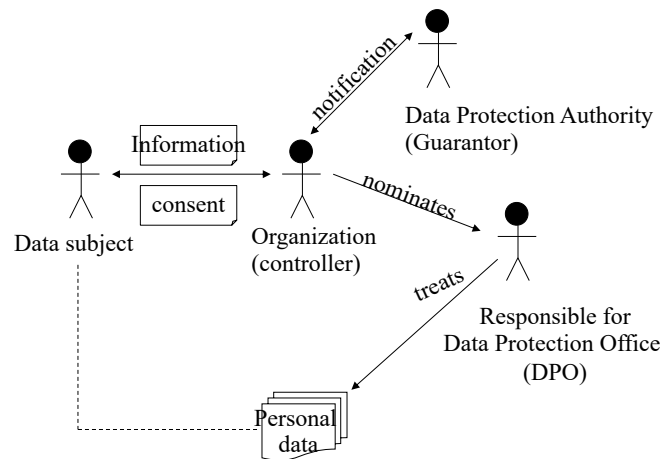 notification
Data Protection Authority
(Guarantor)
Information
consent
Data subject
Organization
(controller)
nominates
treats
Responsible for
Data Protection Office
(DPO)
Personal
data